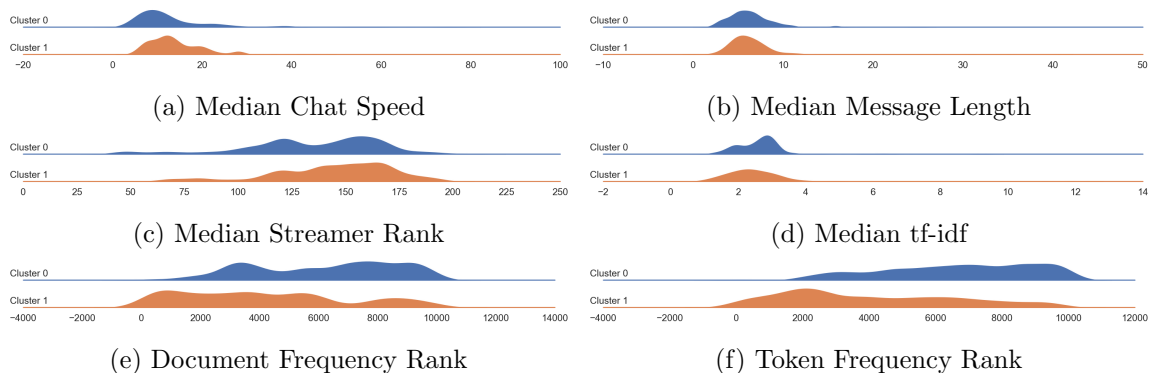 Cluster 0
Cluster 1
−20 0 20 40 60 80 100
(a) Median Chat Speed
Cluster 0
Cluster 1
−10 0 10 20 30 40 50
(b) Median Message Length
Cluster 0
Cluster 1
0 25 50 75 100 125 150 175 200 225 250
(c) Median Streamer Rank
Cluster 0
Cluster 1
−2 0 2 4 6 8 10 12 14
(d) Median tf-idf
Cluster 0
Cluster 1
−4000 −2000 0 2000 4000 6000 8000 10000 12000 14000
(e) Document Frequency Rank
Cluster 0
Cluster 1
−4000 −2000 0 2000 4000 6000 8000 10000 12000
(f) Token Frequency Rank